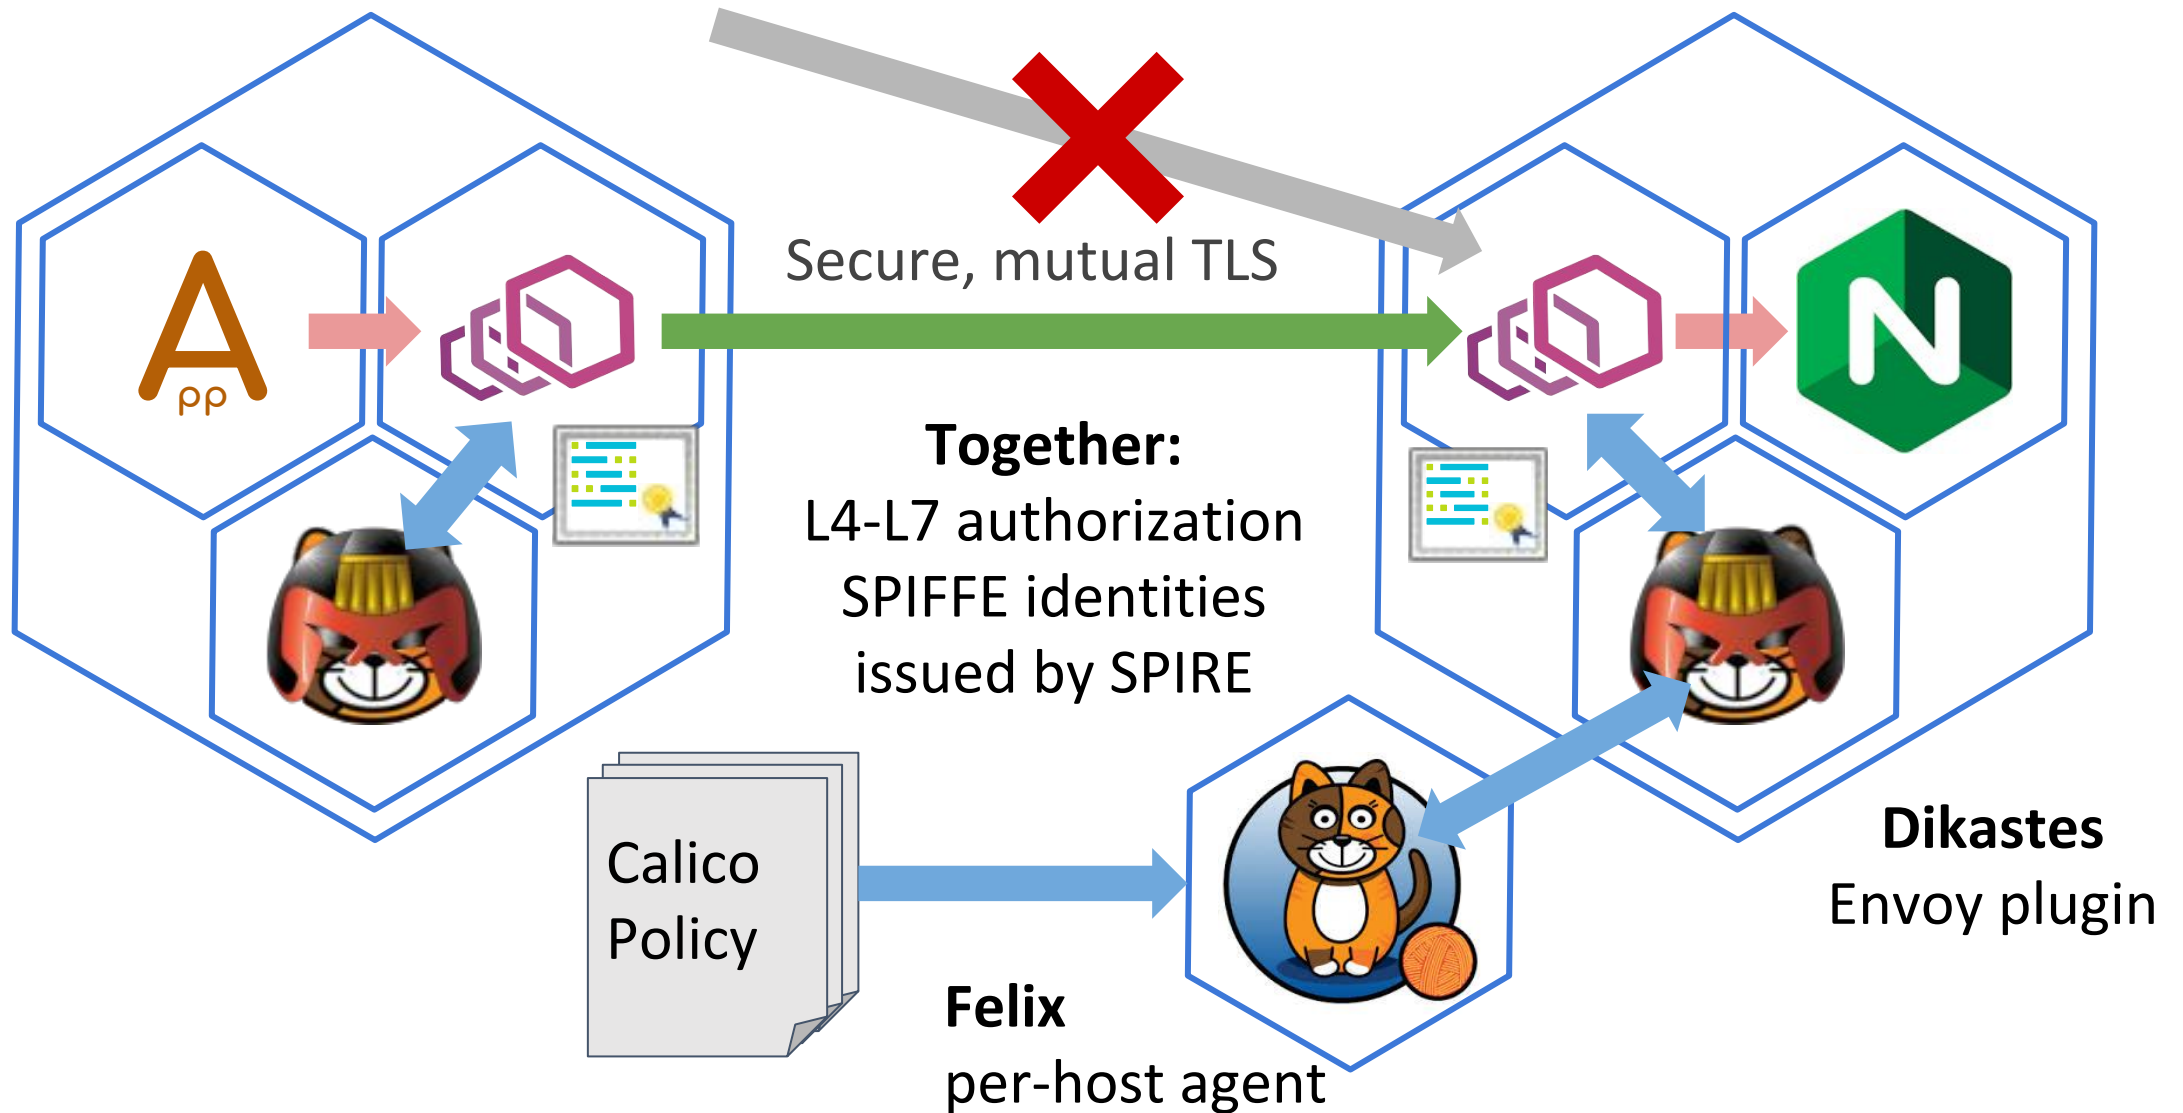 Secure, mutual TLS
App
N
Together:
L4-L7 authorization
SPIFFE identities
issued by SPIRE
Calico
Policy
Dikastes
Envoy plugin
Felix
per-host agent